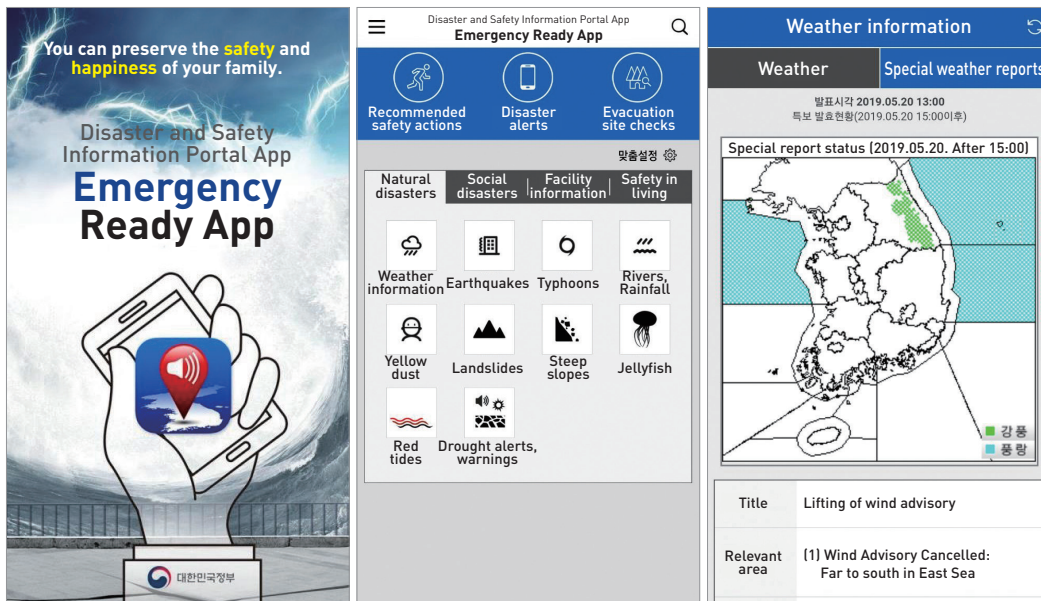 You can preserve the safety and
happiness of your family.
Disaster and Safety
Information Portal App
Emergency
Ready App
대한민국정부
Disaster and Safety Information Portal App
Emergency Ready App
Recommended
safety actions
Disaster
alerts
Evacuation
site checks
맞춤설정
Natural
disasters
Social
disasters
Facility
information
Safety in
living
Weather
information
Earthquakes
Typhoons
Rivers,
Rainfall
Yellow
dust
Landslides
Steep
slopes
Jellyfish
Red
tides
Drought alerts,
warnings
Weather information
Weather
Special weather reports
발표시각 2019.05.20 13:00
특보 발효현황(2019.05.20 15:00이후)
Special report status (2019.05.20. After 15:00)
강풍
풍랑
Title
Lifting of wind advisory
Relevant
area
(1) Wind Advisory Cancelled:
Far to south in East Sea